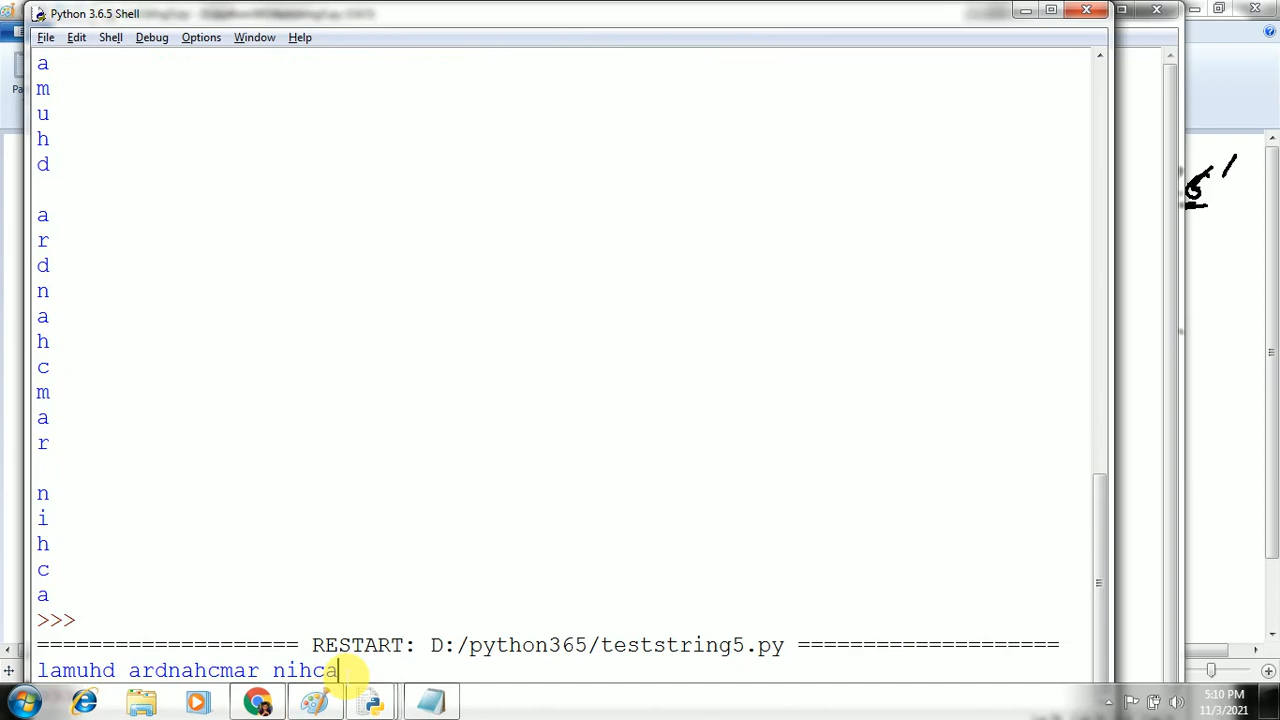 Python 3.6.5 Shell
File Edit Shell Debug Options Window Help
a
m
u
h
d
a
r
d
n
a
h
c
m
a
r
n
i
h
c
a
>>>
==================== RESTART: D:/python365/teststring5.py ====================
lamuhd ardnahcmar nihca
5:10 PM
11/3/2021